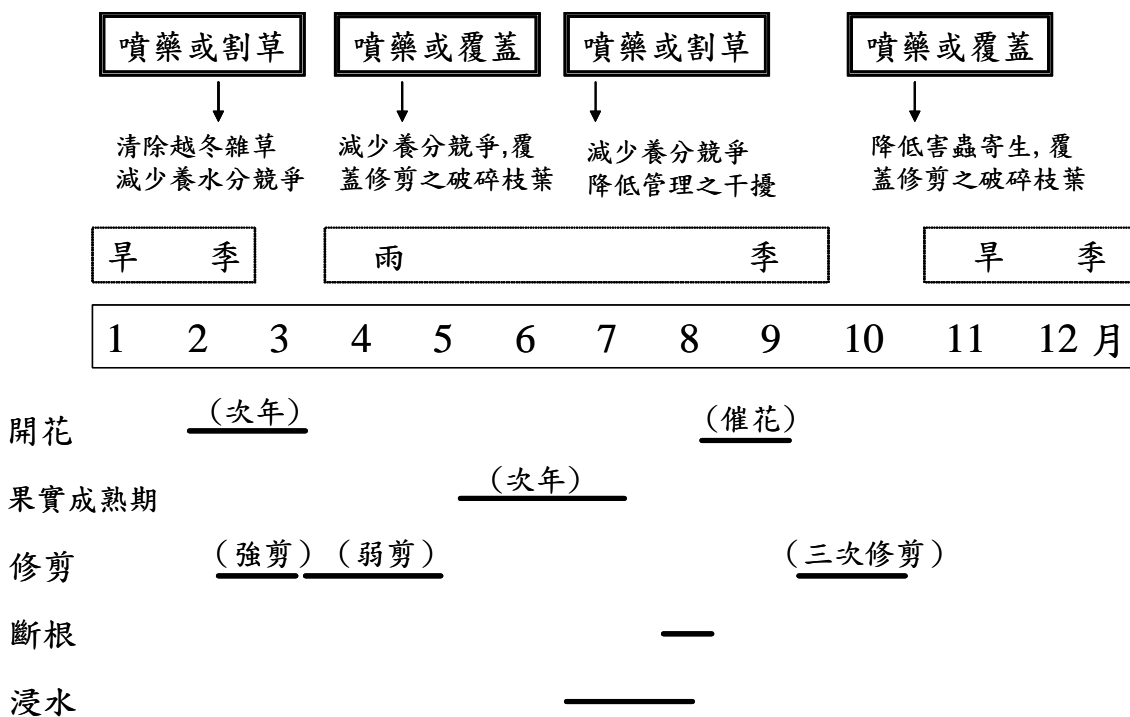 噴藥或割草
噴藥或覆蓋
噴藥或割草
噴藥或覆蓋
清除越冬雜草
減少養水分競爭
減少養分競爭,覆
蓋修剪之破碎枝葉
減少養分競爭
降低管理之干擾
降低害蟲寄生, 覆
蓋修剪之破碎枝葉
旱 季
雨 季
旱 季
1 2 3 4 5 6 7 8 9 10 11 12 月
開花 (次年) (催花)
果實成熟期 (次年)
修剪 (強剪) (弱剪) (三次修剪)
斷根
浸水